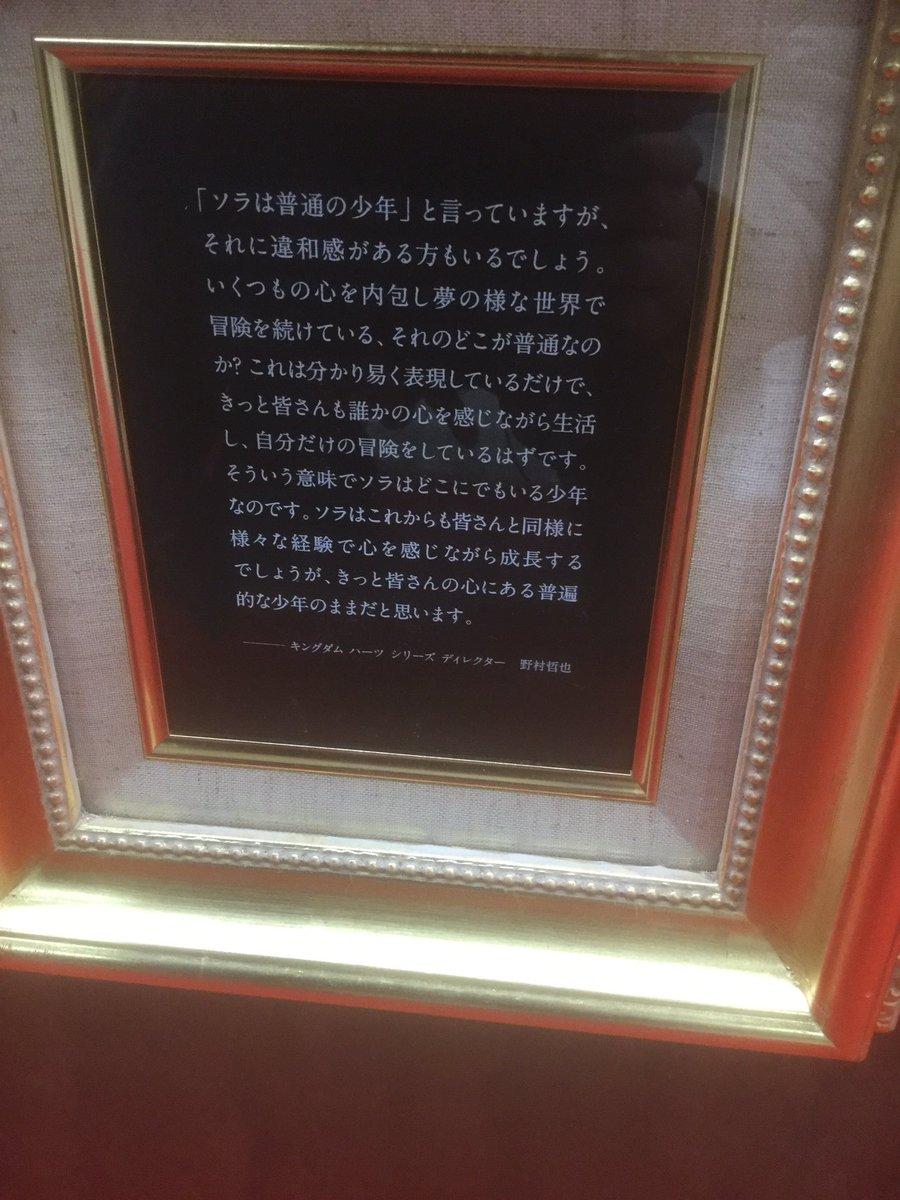 「ソラは普通の少年」と言っていますが、
それに違和感がある方もいるでしょう。
いくつもの心を内包し夢の様な世界で
冒険を続けている、それのどこが普通なの
か? これは分かり易く表現しているだけで、
きっと皆さんも誰かの心を感じながら生活
し、自分だけの冒険をしているはずです。
そういう意味でソラはどこにでもいる少年
なのです。ソラはこれからも皆さんと同様に
様々な経験で心を感じながら成長する
でしょうが、きっと皆さんの心にある普遍
的な少年のままだと思います。
―― キングダム ハーツ シリーズ ディレクター 野村哲也